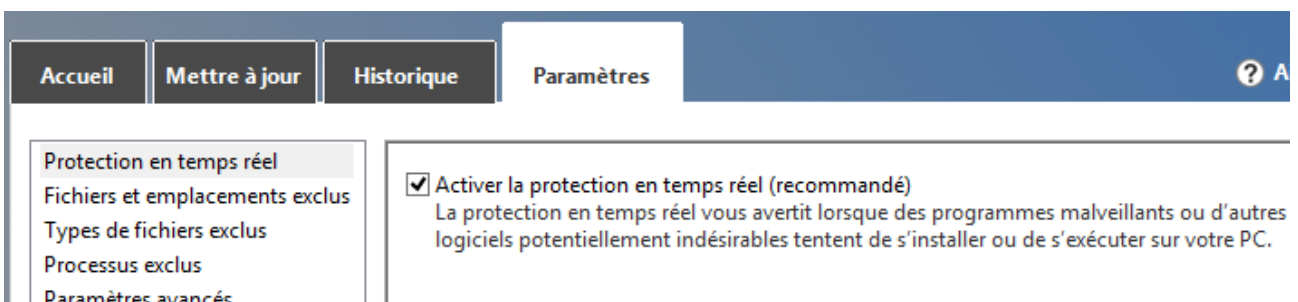 Accueil Mettre à jour Historique Paramètres
Protection en temps réel
Fichiers et emplacements exclus
Types de fichiers exclus
Processus exclus
Paramètres avancés
Activer la protection en temps réel (recommandé)
La protection en temps réel vous avertit lorsque des programmes malveillants ou d'autres
logiciels potentiellement indésirables tentent de s'installer ou de s'exécuter sur votre PC.